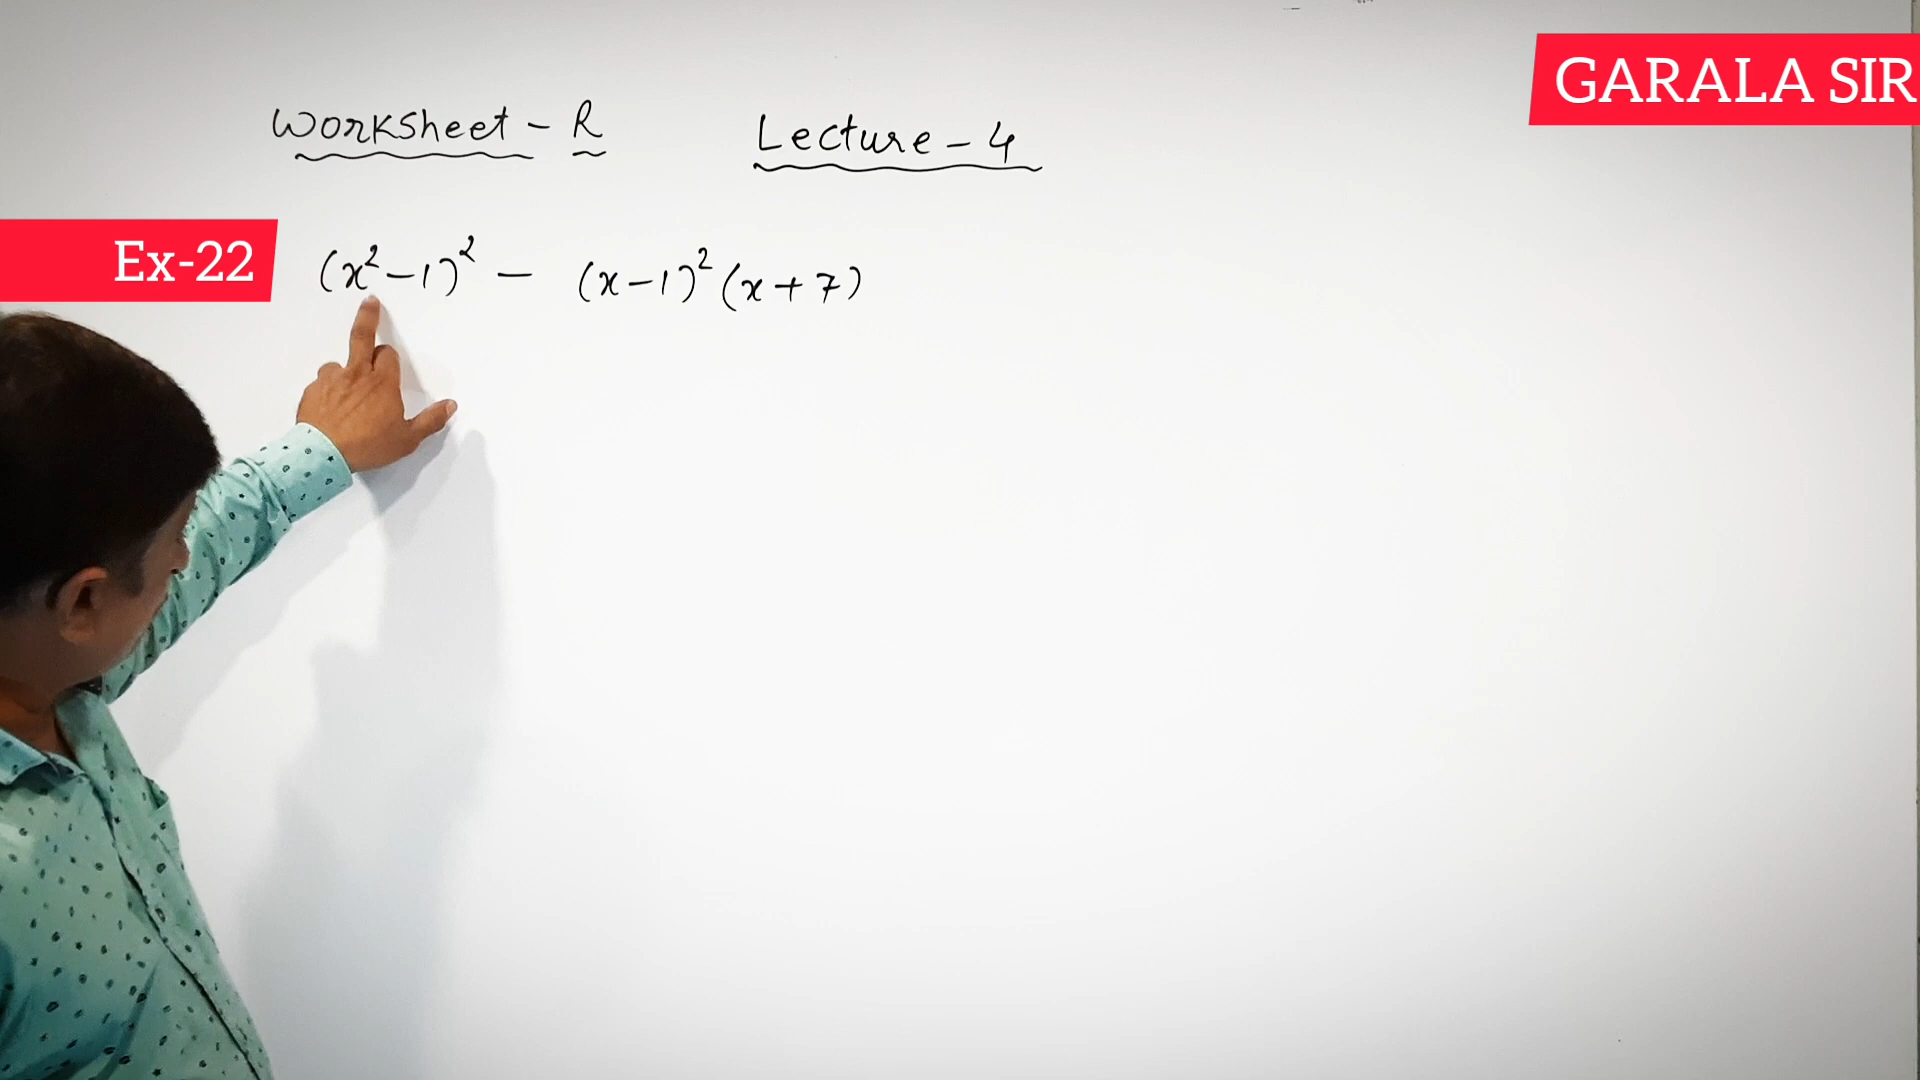 GARALA SIR
Worksheet - R Lecture - 4
Ex-22 (x² - 1)² - (x - 1)² (x + 7)